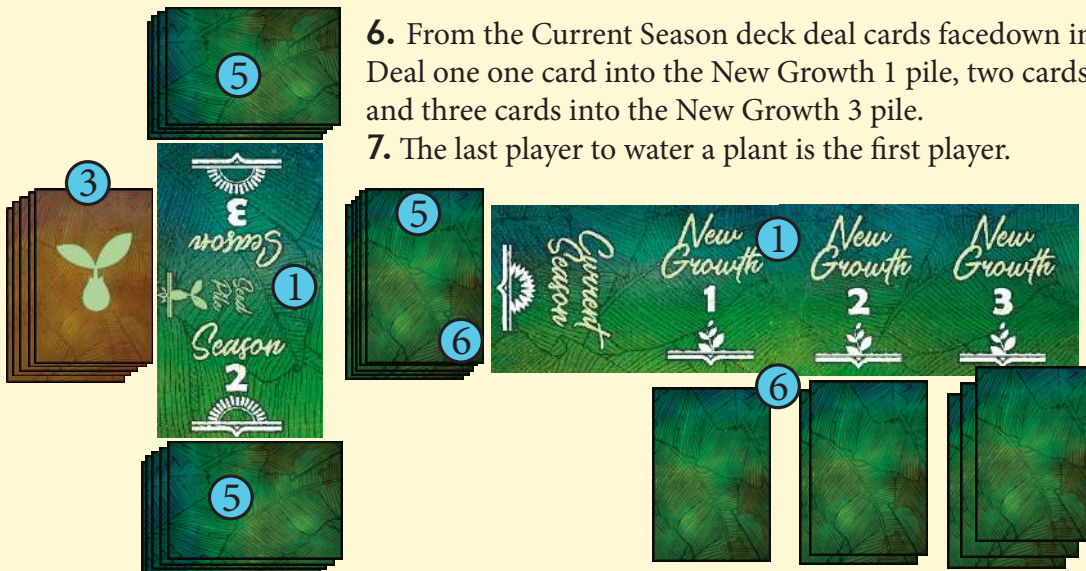 6. From the Current Season deck deal cards facedown in
Deal one one card into the New Growth 1 pile, two cards
and three cards into the New Growth 3 pile.
7. The last player to water a plant is the first player.
5
3
Season
3
Seed
Pile
1
Season
2
5
5
6
Current
Season
New
Growth
1
1
New
Growth
2
New
Growth
3
6